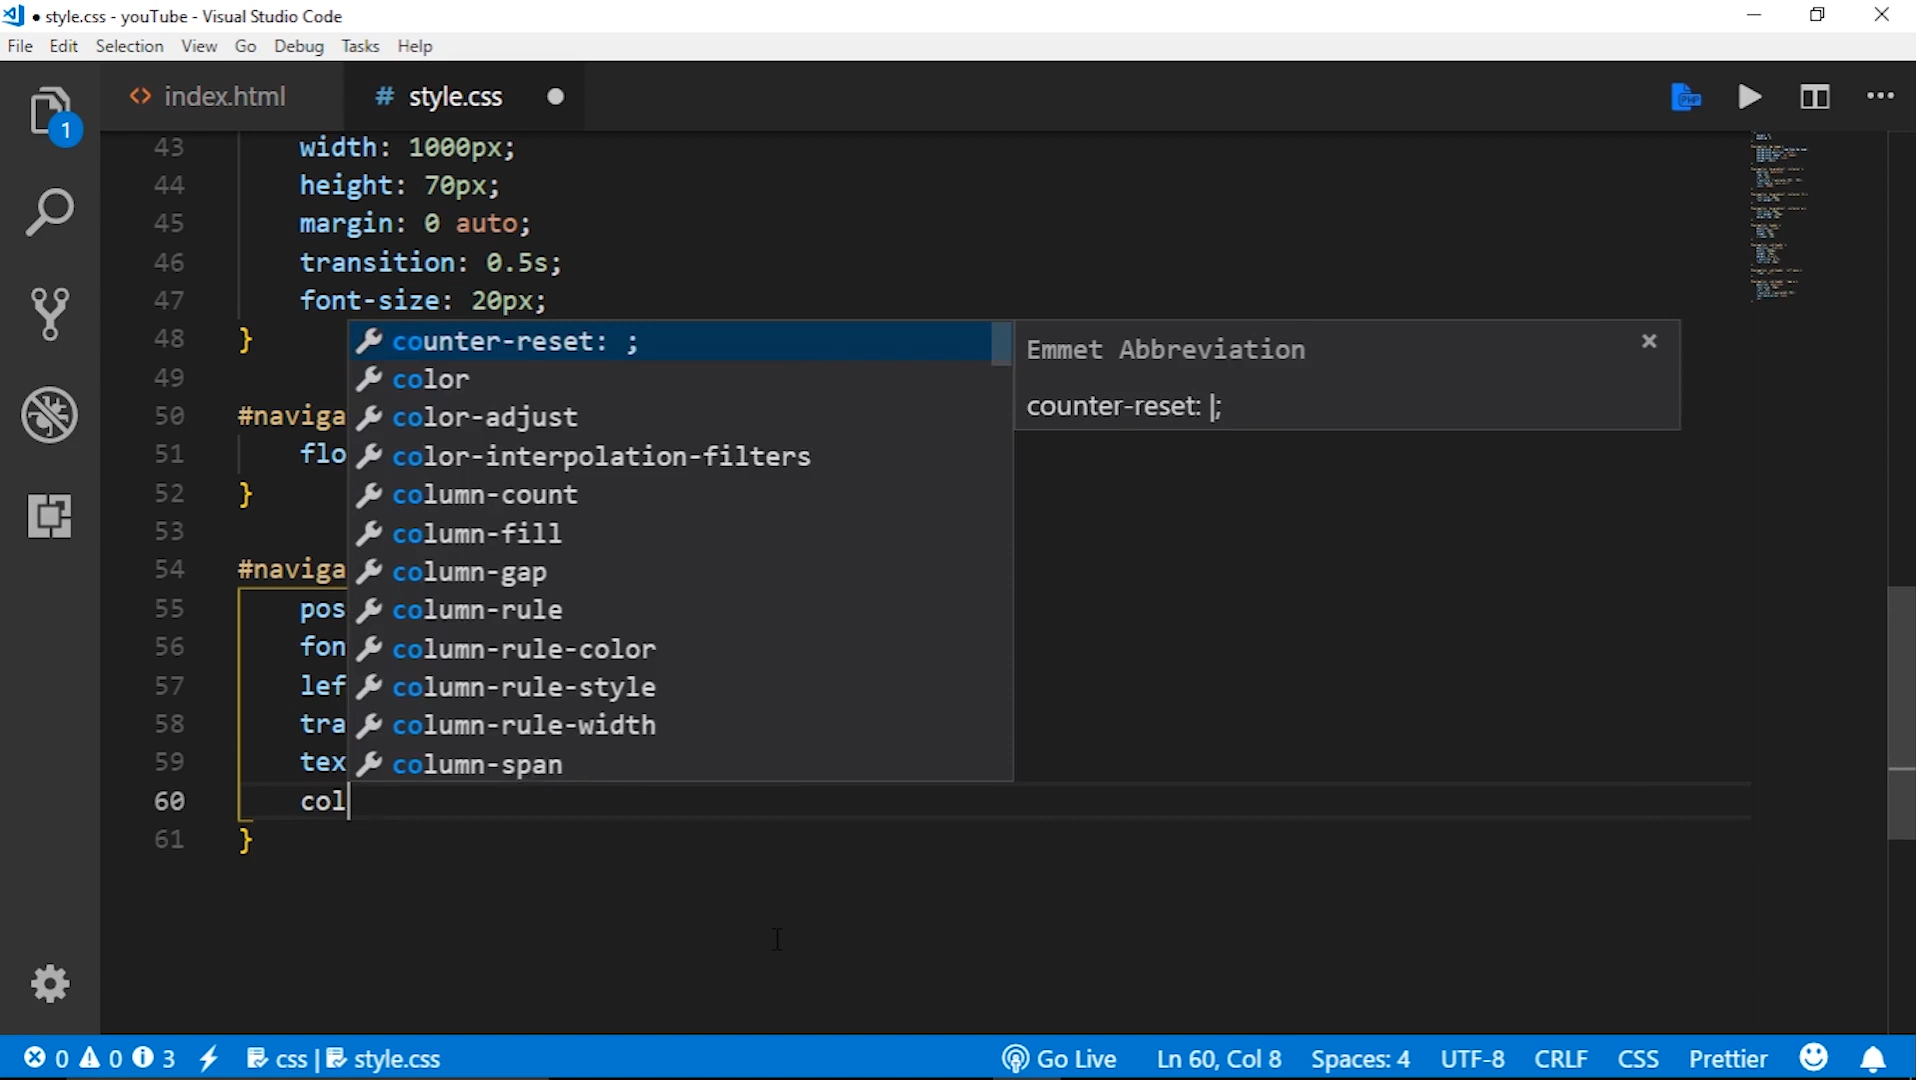 ● style.css - youTube - Visual Studio Code
File Edit Selection View Go Debug Tasks Help
1
<> index.html # style.css ●
PHP
43 width: 1000px;
44 height: 70px;
45 margin: 0 auto;
46 transition: 0.5s;
47 font-size: 20px;
48 }
49
50 #naviga
51 flo
52 }
53
54 #naviga
55 pos
56 fon
57 lef
58 tra
59 tex
60 col
61 }
counter-reset: ;
color
color-adjust
color-interpolation-filters
column-count
column-fill
column-gap
column-rule
column-rule-color
column-rule-style
column-rule-width
column-span
Emmet Abbreviation
counter-reset: |;
0 0 3 css | style.css Go Live Ln 60, Col 8 Spaces: 4 UTF-8 CRLF CSS Prettier